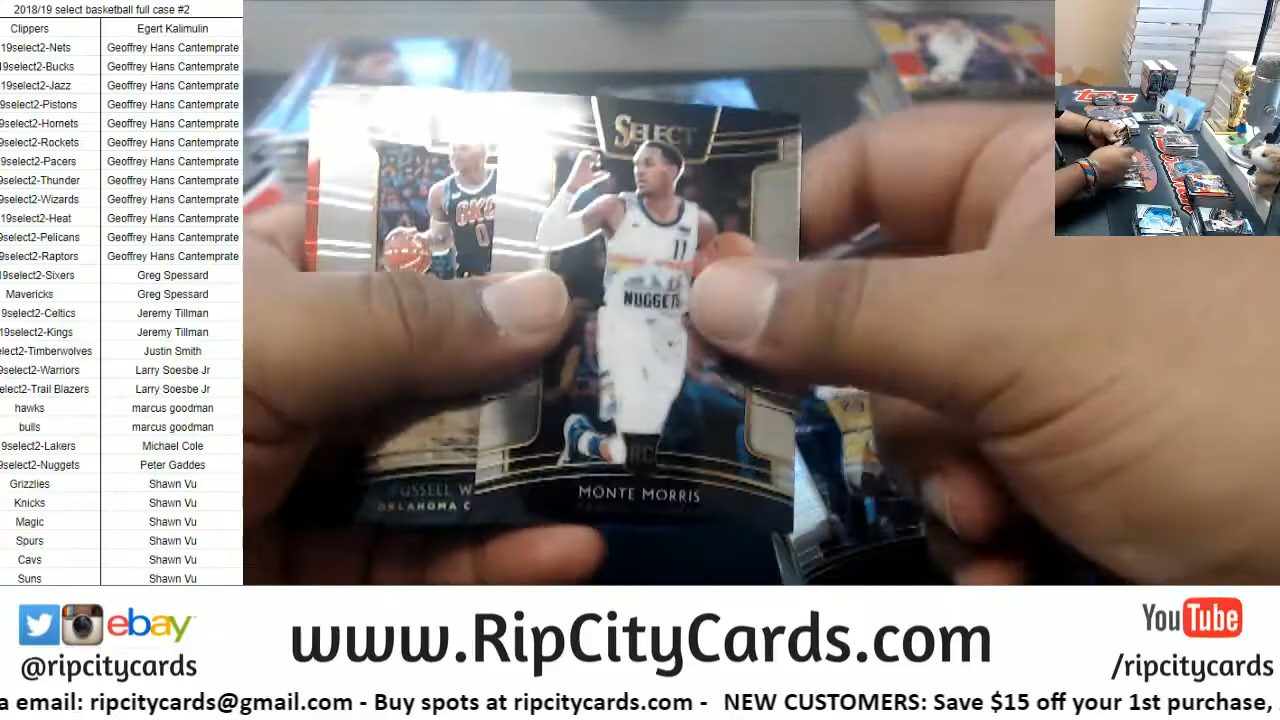 2018/19 select basketball full case #2
Clippers Egert Kalimulin
19select2-Nets Geoffrey Hans Cantemprate
19select2-Bucks Geoffrey Hans Cantemprate
19select2-Jazz Geoffrey Hans Cantemprate
9select2-Pistons Geoffrey Hans Cantemprate
9select2-Hornets Geoffrey Hans Cantemprate
9select2-Rockets Geoffrey Hans Cantemprate
9select2-Pacers Geoffrey Hans Cantemprate
9select2-Thunder Geoffrey Hans Cantemprate
9select2-Wizards Geoffrey Hans Cantemprate
19select2-Heat Geoffrey Hans Cantemprate
9select2-Pelicans Geoffrey Hans Cantemprate
9select2-Raptors Geoffrey Hans Cantemprate
19select2-Sixers Greg Spessard
Mavericks Greg Spessard
9select2-Celtics Jeremy Tillman
19select2-Kings Jeremy Tillman
elect2-Timberwolves Justin Smith
9select2-Warriors Larry Soesbe Jr
elect2-Trail Blazers Larry Soesbe Jr
hawks marcus goodman
bulls marcus goodman
9select2-Lakers Michael Cole
9select2-Nuggets Peter Gaddes
Grizzlies Shawn Vu
Knicks Shawn Vu
Magic Shawn Vu
Spurs Shawn Vu
Cavs Shawn Vu
Suns Shawn Vu
SELECT
11
NUGGETS
OKC
0
RC
MONTE MORRIS
USSELL W
OKLAHOMA C
Topps
ebay
@ripcitycards
www.RipCityCards.com
YouTube
/ripcitycards
a email: ripcitycards@gmail.com - Buy spots at ripcitycards.com - NEW CUSTOMERS: Save $15 off your 1st purchase,